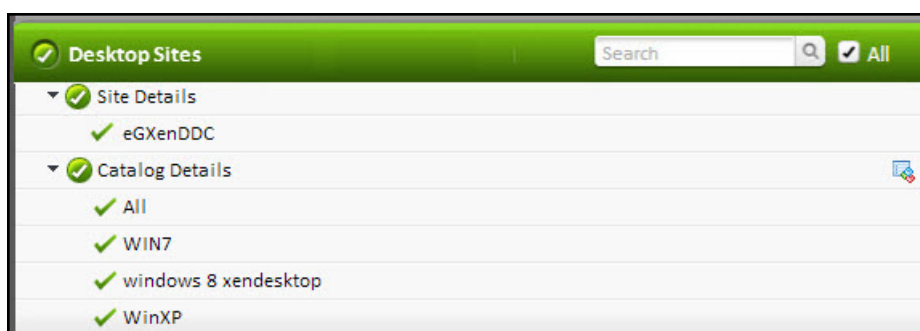 Desktop Sites Search All
Site Details
eGXenDDC
Catalog Details
All
WIN7
windows 8 xendesktop
WinXP